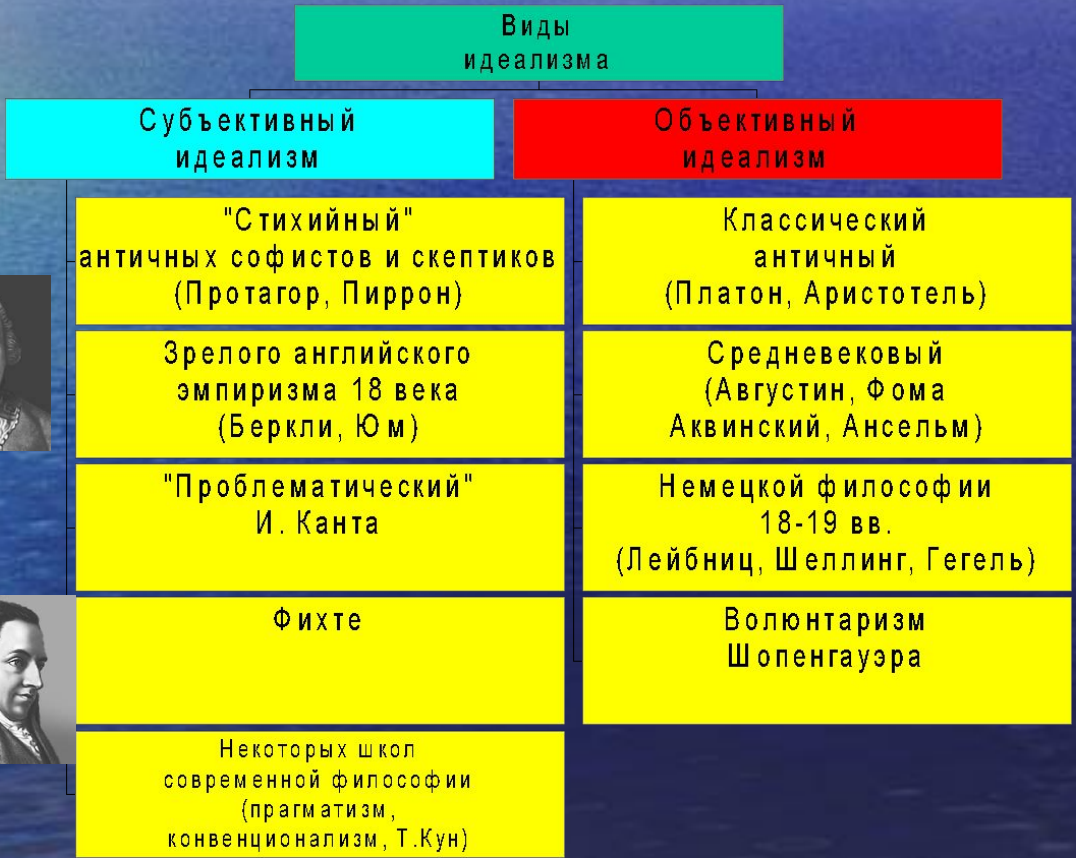 Виды
идеализма
Субъективный
идеализм
"Стихийный"
античных софистов и скептиков
(Протагор, Пиррон)
Зрелого английского
эмпиризма 18 века
(Беркли, Юм)
"Проблематический"
И. Канта
Фихте
Некоторых школ
современной философии
(прагматизм,
конвенционализм, Т.Кун)
Объективный
идеализм
Классический
античный
(Платон, Аристотель)
Средневековый
(Августин, Фома
Аквинский, Ансельм)
Немецкой философии
18-19 вв.
(Лейбниц, Шеллинг, Гегель)
Волюнтаризм
Шопенгауэра